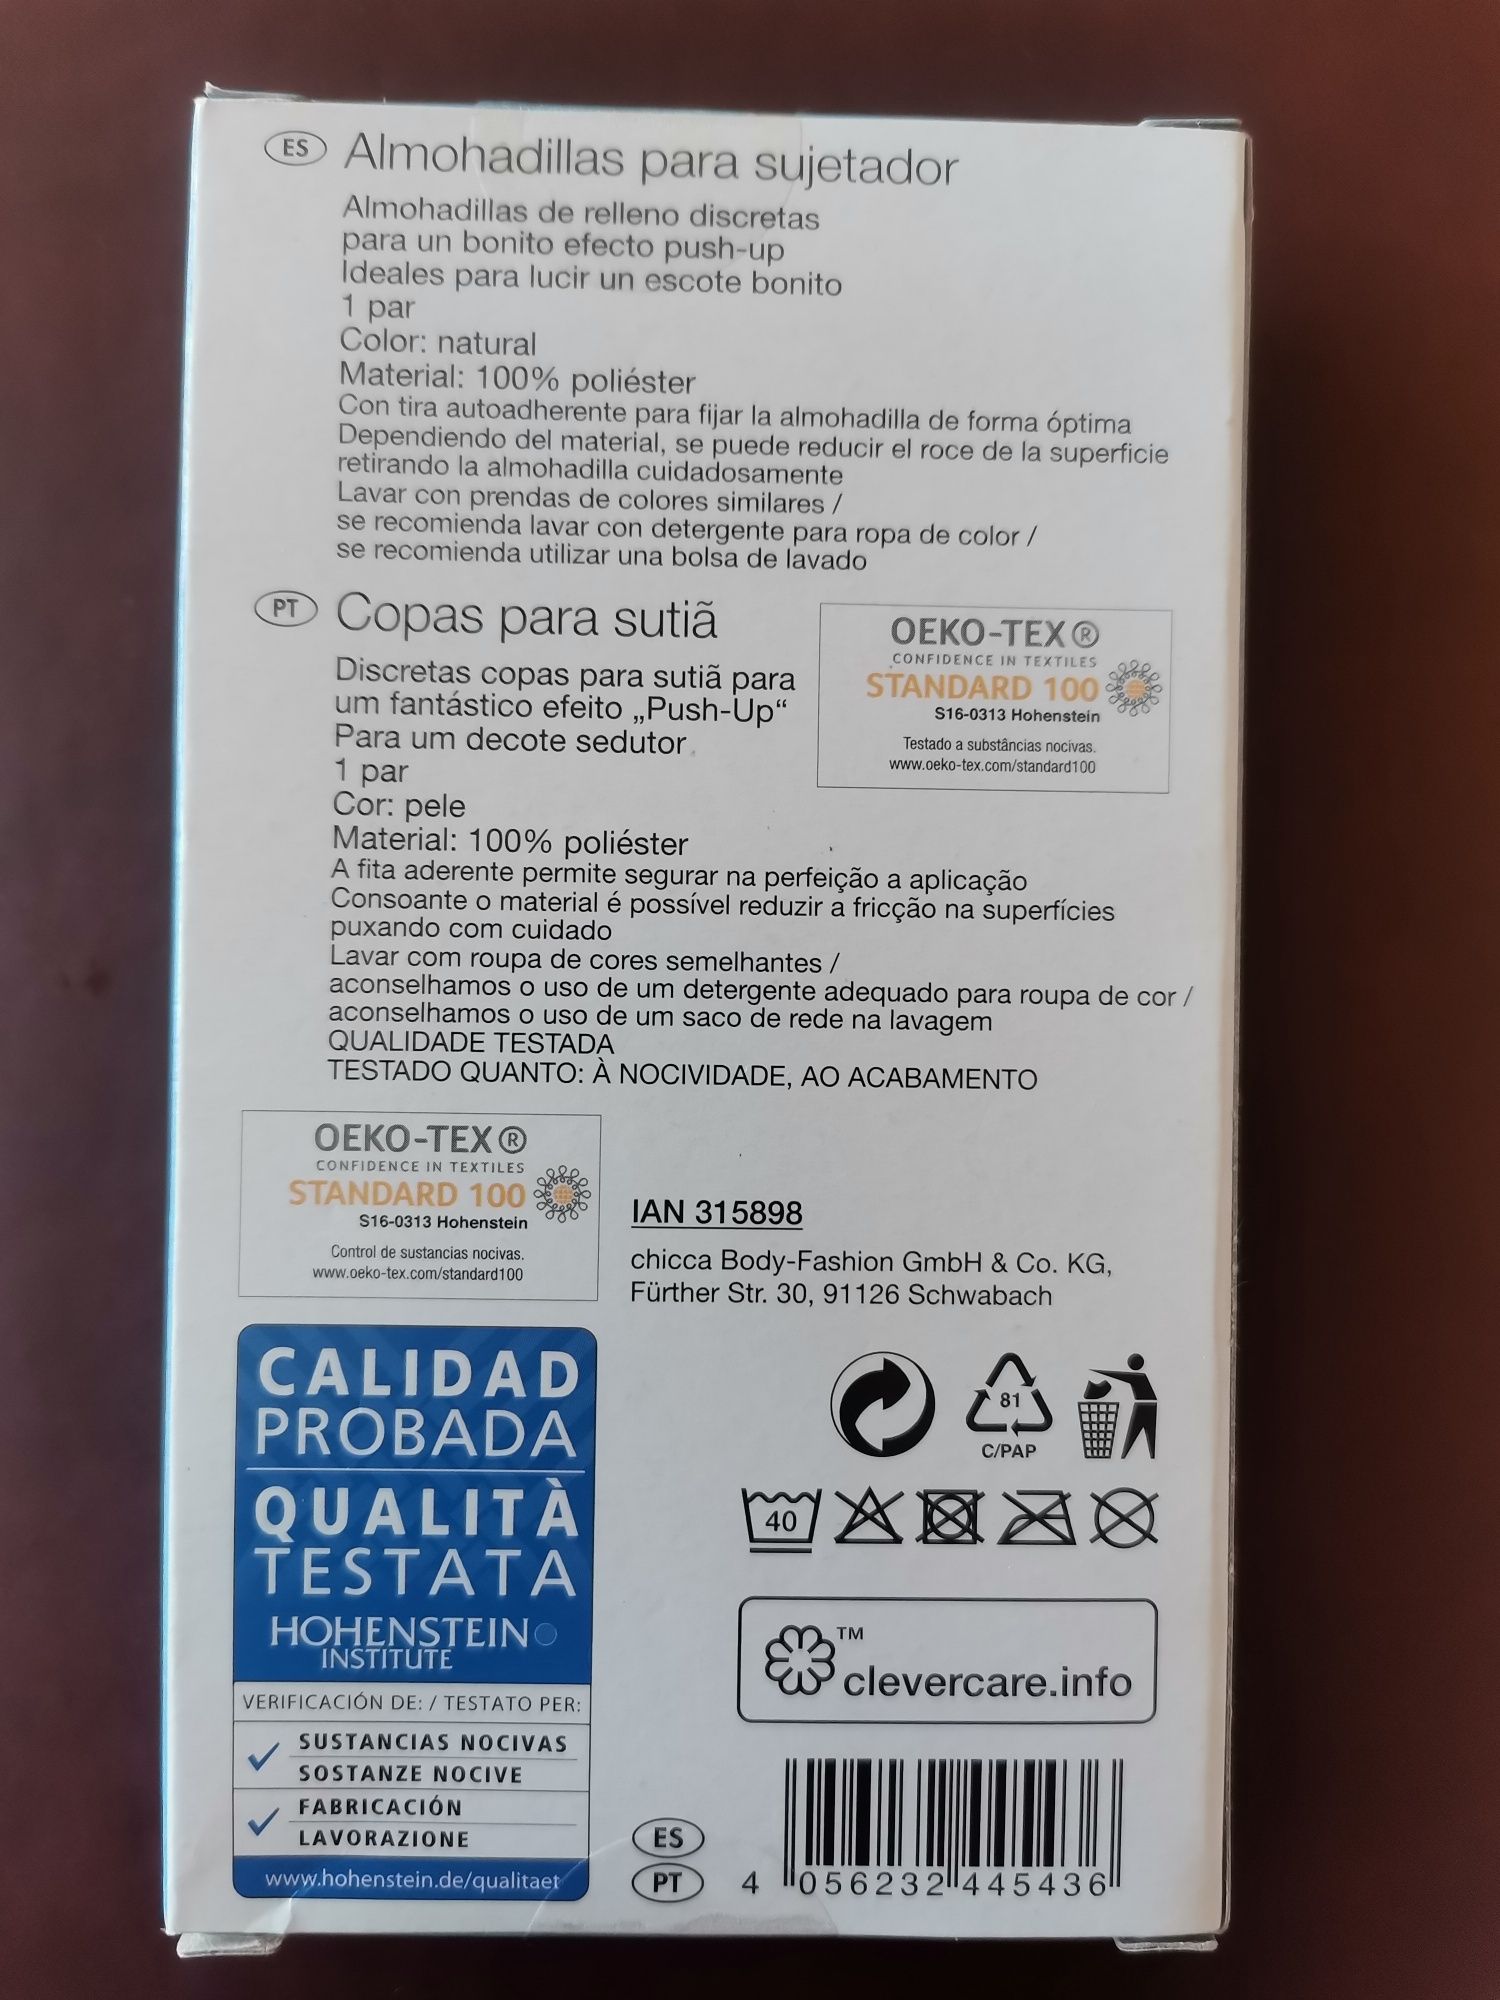 ES Almohadillas para sujetador
Almohadillas de relleno discretas
para un bonito efecto push-up
Ideales para lucir un escote bonito
1 par
Color: natural
Material: 100% poliéster
Con tira autoadherente para fijar la almohadilla de forma óptima
Dependiendo del material, se puede reducir el roce de la superficie
retirando la almohadilla cuidadosamente
Lavar con prendas de colores similares /
se recomienda lavar con detergente para ropa de color /
se recomienda utilizar una bolsa de lavado
PT Copas para sutiã
Discretas copas para sutiã para
um fantástico efeito „Push-Up“
Para um decote sedutor
1 par
Cor: pele
Material: 100% poliéster
A fita aderente permite segurar na perfeição a aplicação
Consoante o material é possível reduzir a fricção na superfícies
puxando com cuidado
Lavar com roupa de cores semelhantes /
aconselhamos o uso de um detergente adequado para roupa de cor /
aconselhamos o uso de um saco de rede na lavagem
QUALIDADE TESTADA
TESTADO QUANTO: À NOCIVIDADE, AO ACABAMENTO
OEKO-TEX®
CONFIDENCE IN TEXTILES
STANDARD 100
S16-0313 Hohenstein
Testado a substâncias nocivas.
www.oeko-tex.com/standard100
OEKO-TEX®
CONFIDENCE IN TEXTILES
STANDARD 100
S16-0313 Hohenstein
Control de sustancias nocivas.
www.oeko-tex.com/standard100
IAN 315898
chicca Body-Fashion GmbH & Co. KG,
Fürther Str. 30, 91126 Schwabach
CALIDAD
PROBADA
QUALITÀ
TESTATA
HOHENSTEIN
INSTITUTE
VERIFICACIÓN DE: / TESTATO PER:
SUSTANCIAS NOCIVAS
SOSTANZE NOCIVE
FABRICACIÓN
LAVORAZIONE
www.hohenstein.de/qualitaet
81
C/PAP
40
™
clevercare.info
ES
PT
4 056232 445436